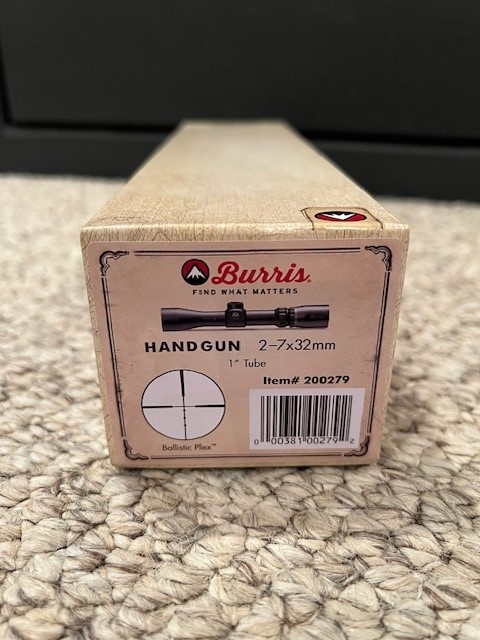 Burris®
FIND WHAT MATTERS
HANDGUN 2-7x32mm
1" Tube
Item# 200279
Ballistic Plex™
0 00381 00279 2